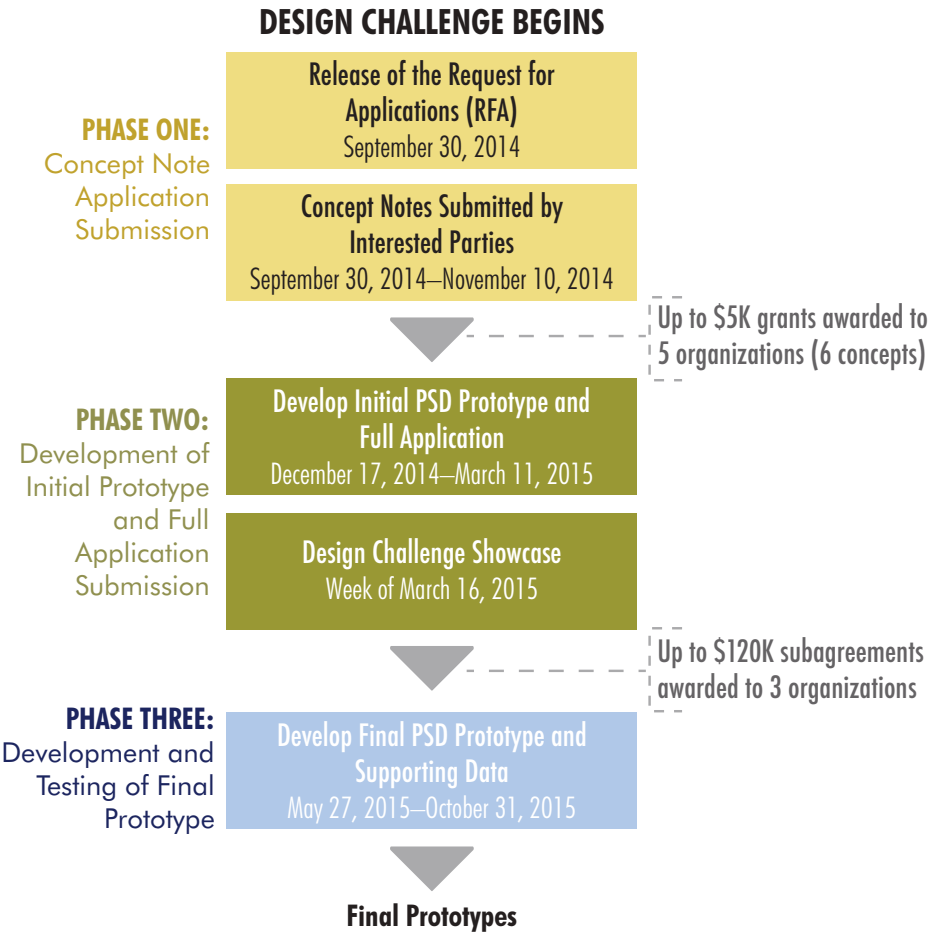 DESIGN CHALLENGE BEGINS
PHASE ONE:
Concept Note
Application
Submission
Release of the Request for
Applications (RFA)
September 30, 2014
Concept Notes Submitted by
Interested Parties
September 30, 2014–November 10, 2014
Up to $5K grants awarded to
5 organizations (6 concepts)
PHASE TWO:
Development of
Initial Prototype
and Full
Application
Submission
Develop Initial PSD Prototype and
Full Application
December 17, 2014–March 11, 2015
Design Challenge Showcase
Week of March 16, 2015
Up to $120K subagreements
awarded to 3 organizations
PHASE THREE:
Development and
Testing of Final
Prototype
Develop Final PSD Prototype and
Supporting Data
May 27, 2015–October 31, 2015
Final Prototypes